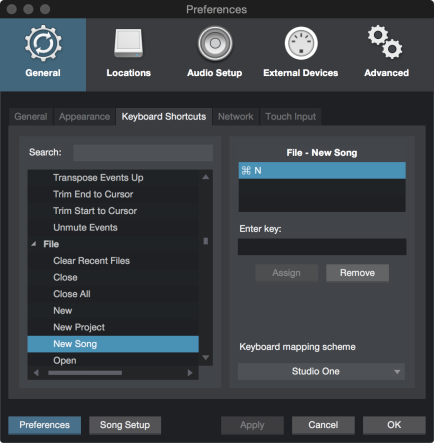 Preferences
General
Locations
Audio Setup
External Devices
Advanced
General
Appearance
Keyboard Shortcuts
Network
Touch Input
Search:
Transpose Events Up
Trim End to Cursor
Trim Start to Cursor
Unmute Events
File
Clear Recent Files
Close
Close All
New
New Project
New Song
Open
File - New Song
⌘ N
Enter key:
Assign
Remove
Keyboard mapping scheme
Studio One
Preferences
Song Setup
Apply
Cancel
OK